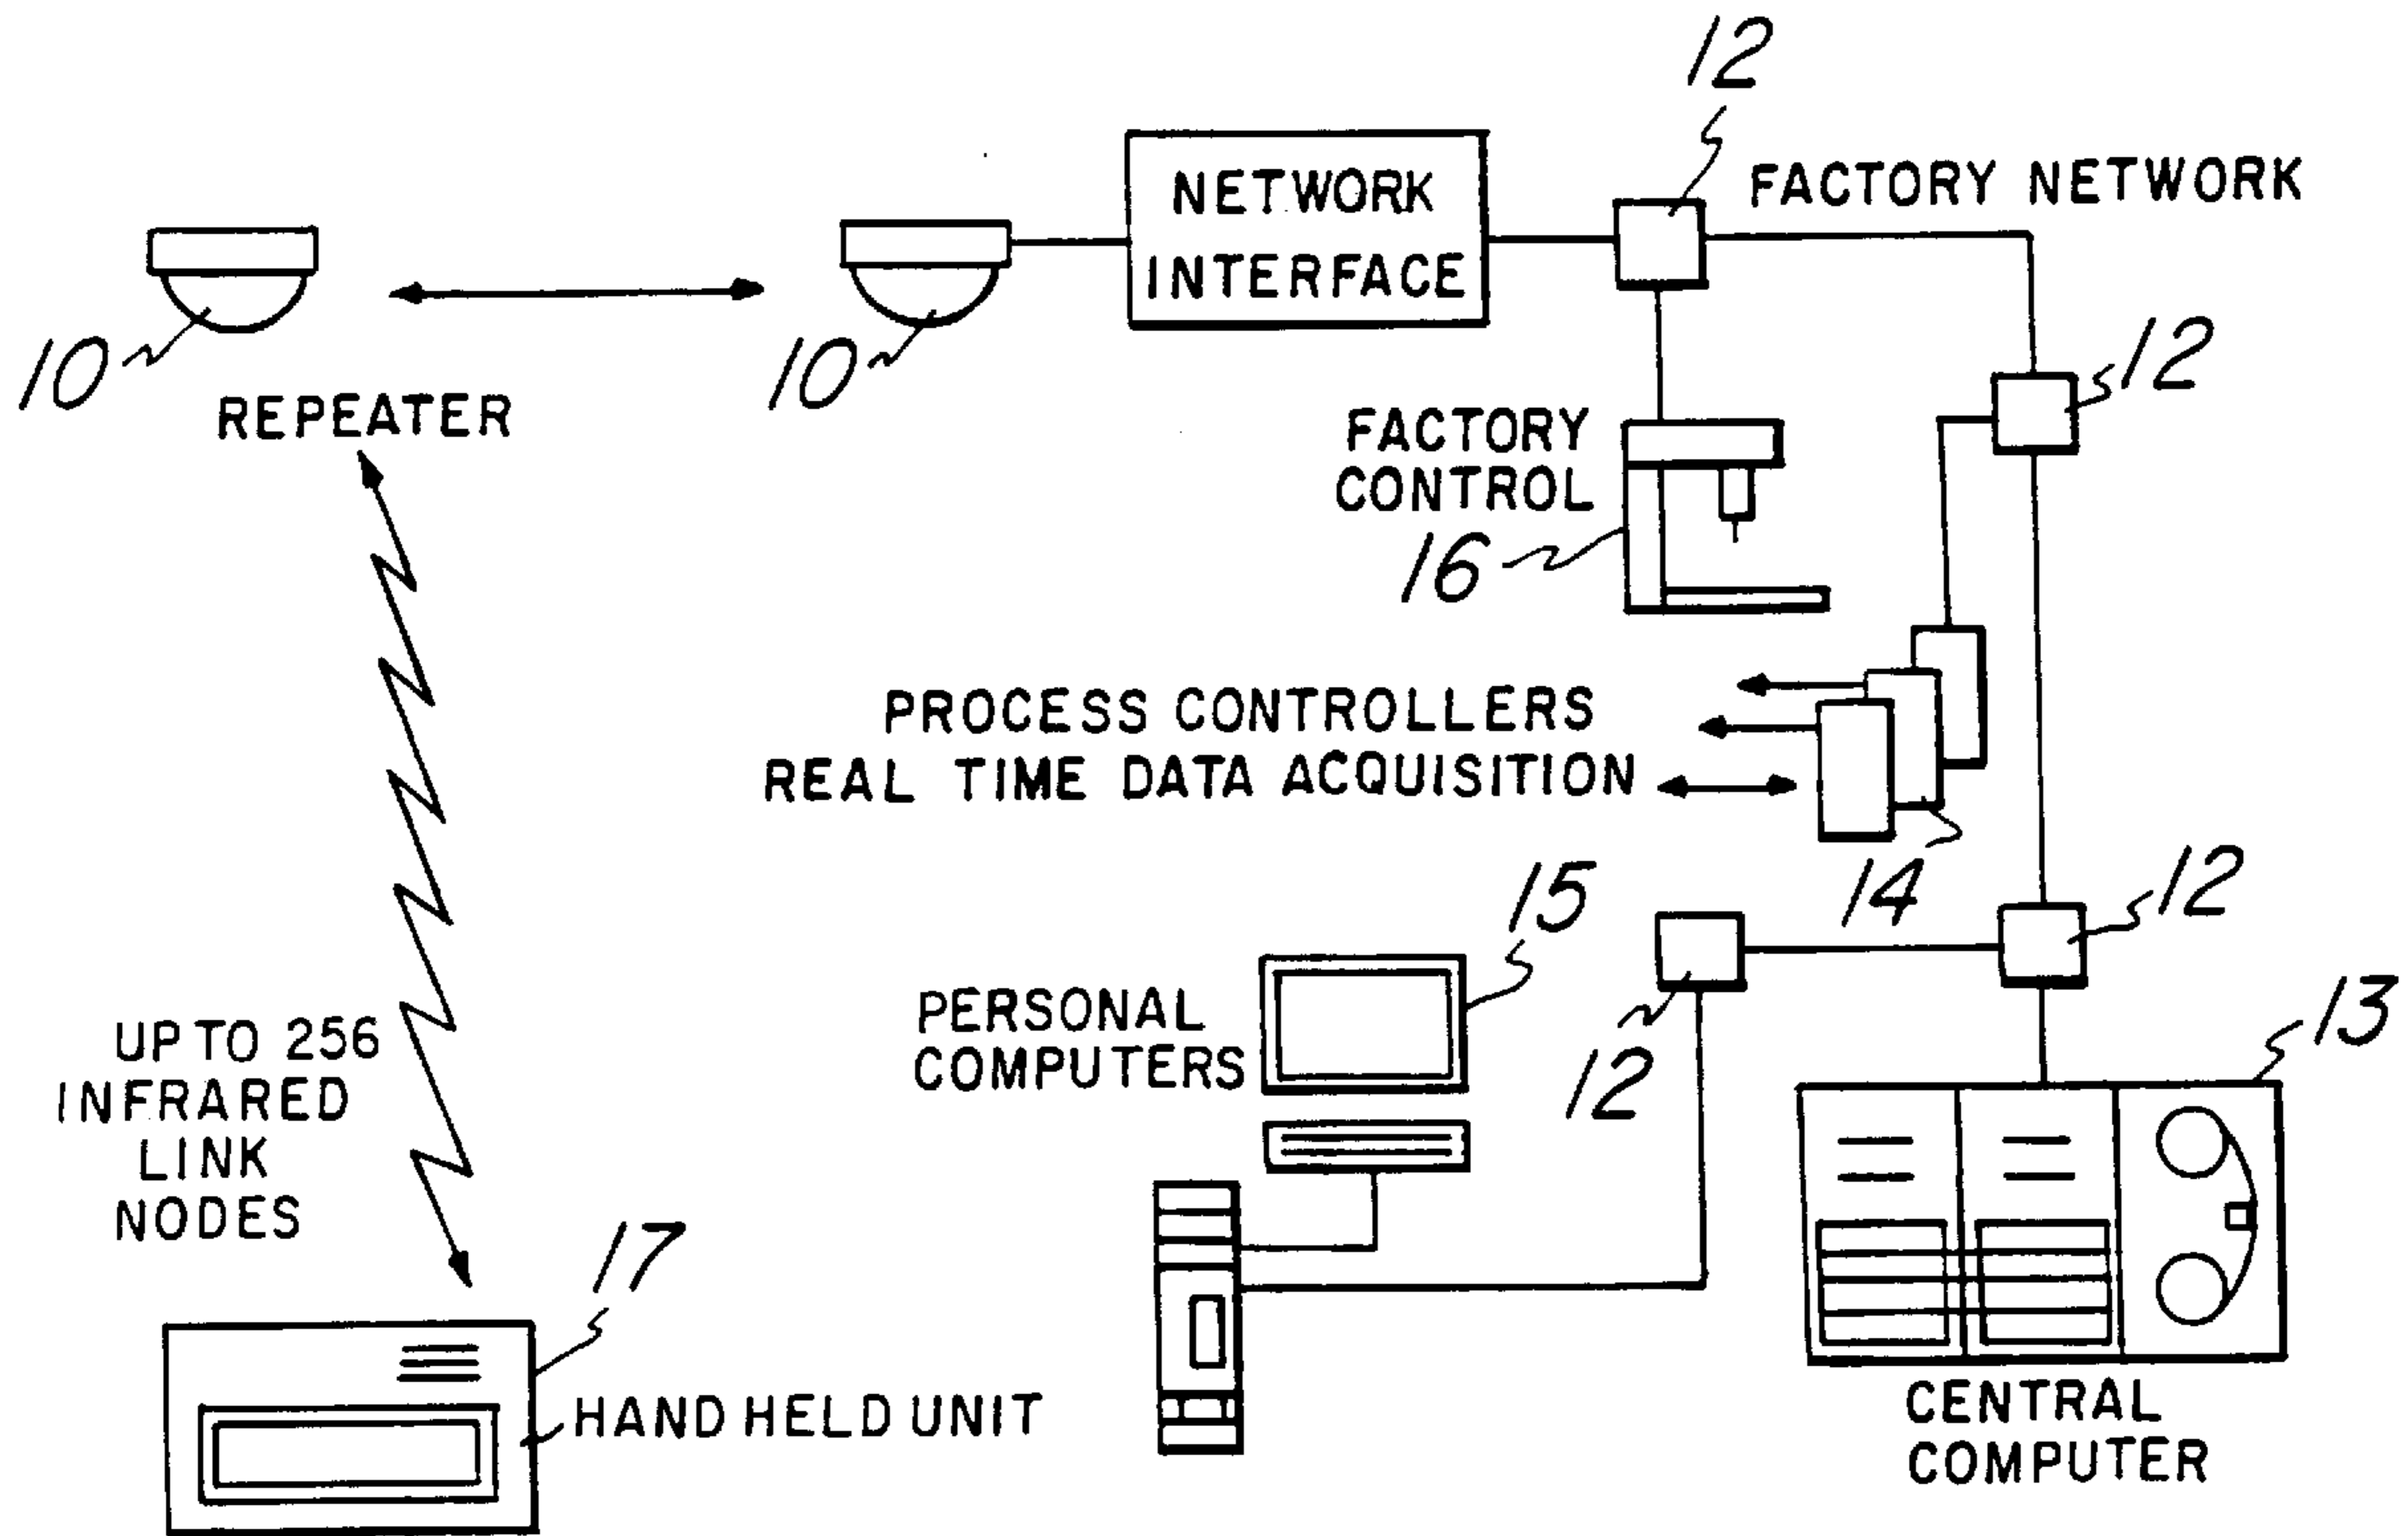 12
NETWORK
INTERFACE
FACTORY NETWORK
10
10
12
REPEATER
FACTORY
CONTROL
16
PROCESS CONTROLLERS
REAL TIME DATA ACQUISITION
14
12
15
PERSONAL
COMPUTERS
12
13
UP TO 256
INFRARED
LINK
NODES
17
HAND HELD UNIT
CENTRAL
COMPUTER